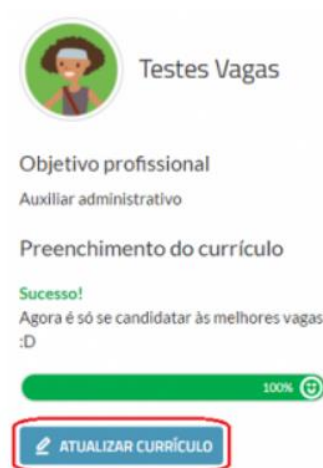 Testes Vagas
Objetivo profissional
Auxiliar administrativo
Preenchimento do currículo
Sucesso!
Agora é só se candidatar às melhores vagas
:D
100%
ATUALIZAR CURRÍCULO